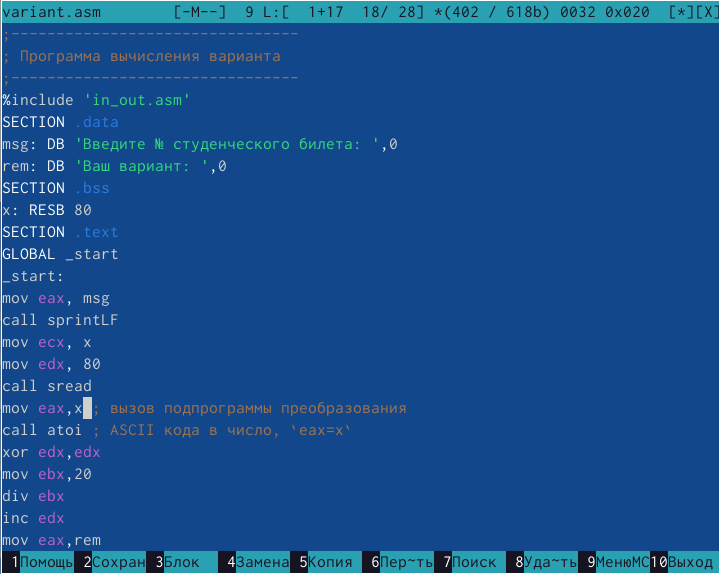 variant.asm [-M--] 9 L:[ 1+17 18/ 28] *(402 / 618b) 0032 0x020 [*][X]
;--------------------------------
; Программа вычисления варианта
;--------------------------------
%include 'in_out.asm'
SECTION .data
msg: DB 'Введите № студенческого билета: ',0
rem: DB 'Ваш вариант: ',0
SECTION .bss
x: RESB 80
SECTION .text
GLOBAL _start
_start:
mov eax, msg
call sprintLF
mov ecx, x
mov edx, 80
call sread
mov eax,x ; вызов подпрограммы преобразования
call atoi ; ASCII кода в число, `eax=x`
xor edx,edx
mov ebx,20
div ebx
inc edx
mov eax,rem
1Помощь 2Сохран 3Блок 4Замена 5Копия 6Пер~ть 7Поиск 8Уда~ть 9МенюMC 10Выход